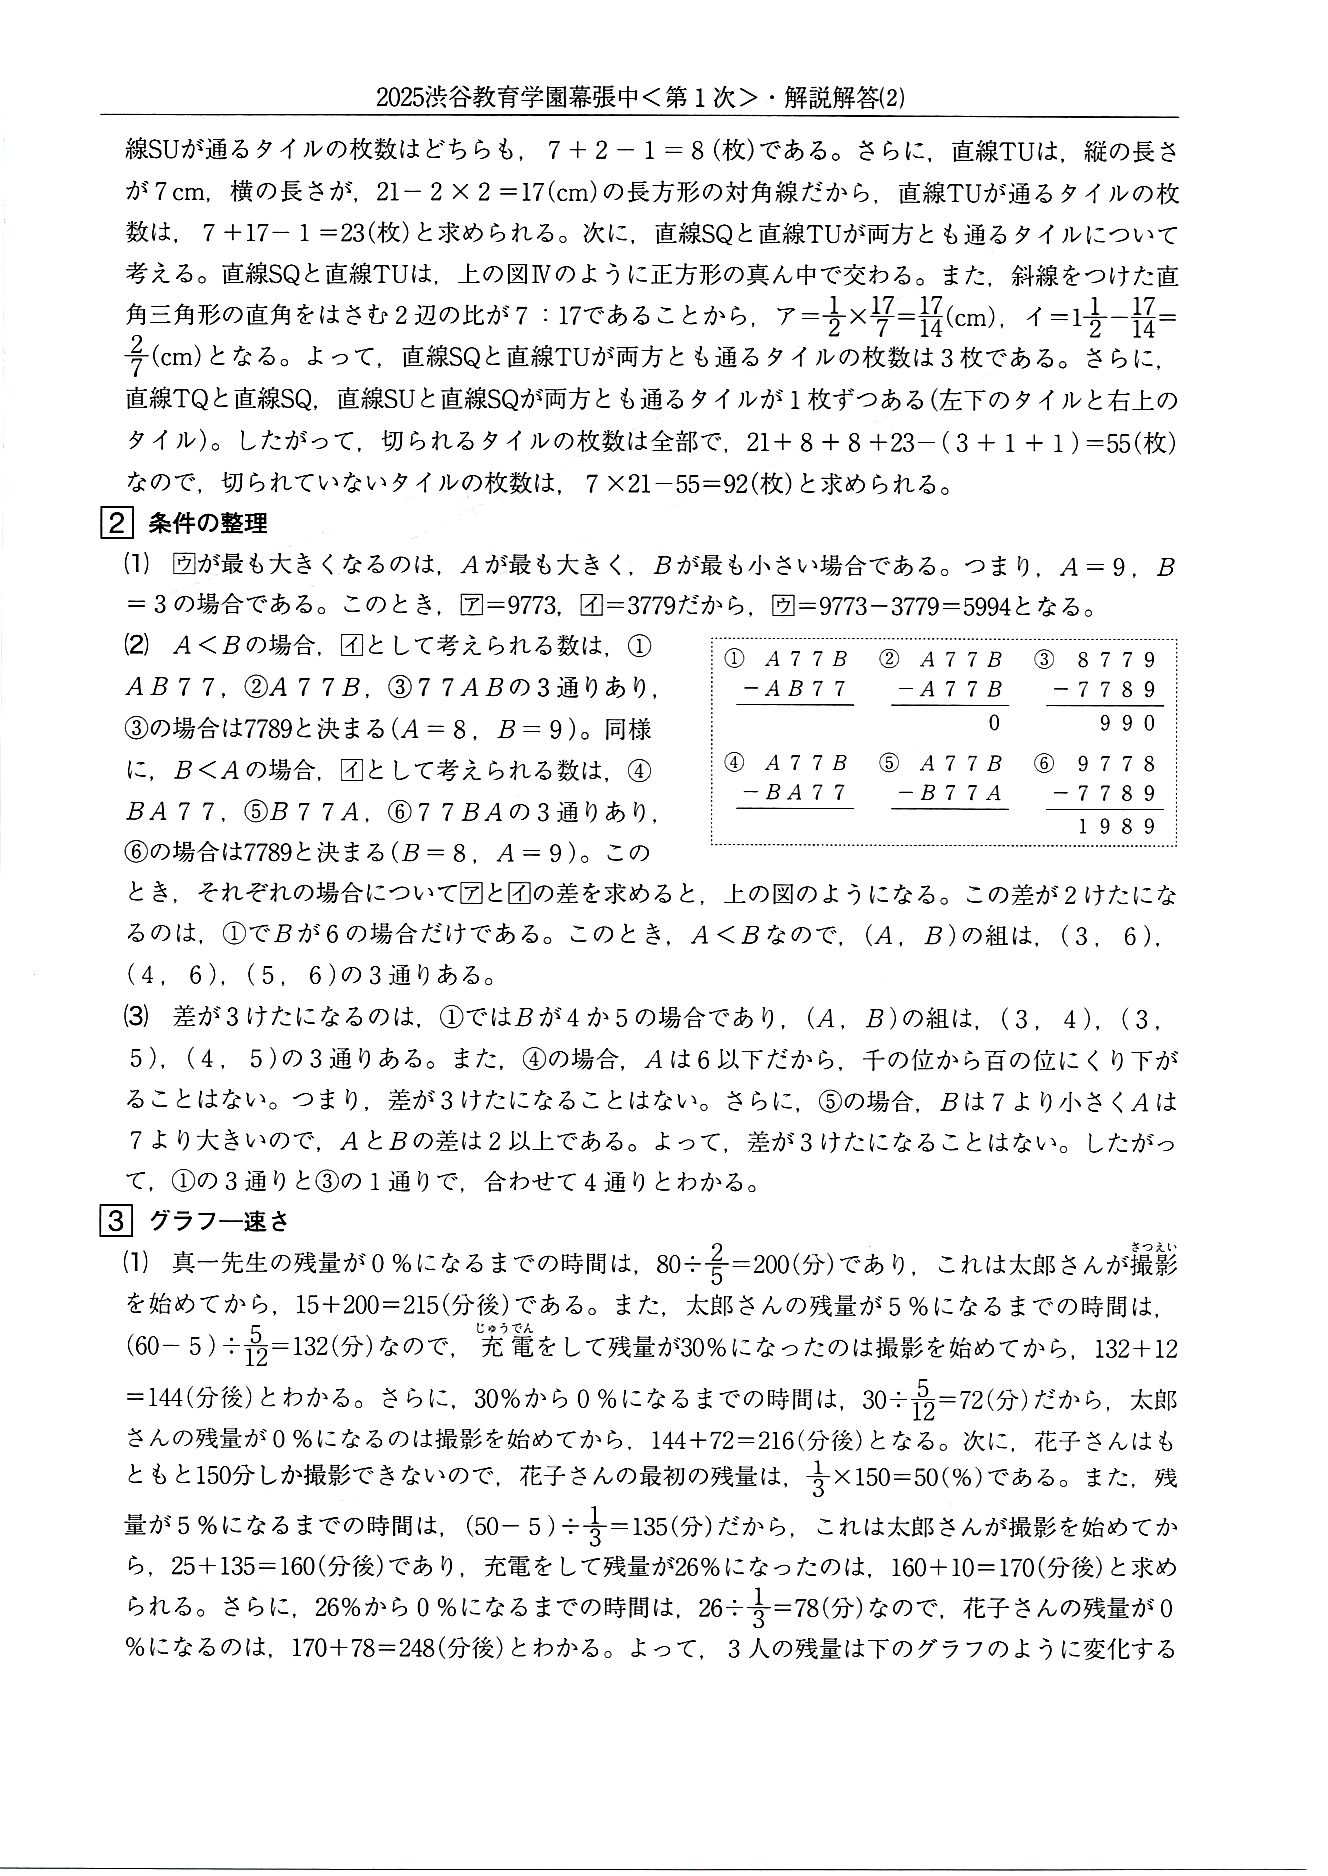 2025渋谷教育学園幕張中＜第１次＞・解説解答(2)
線SUが通るタイルの枚数はどちらも，７＋２－１＝８(枚)である。さらに，直線TUは，縦の長さ
が７cm，横の長さが，21－２×２＝17(cm)の長方形の対角線だから，直線TUが通るタイルの枚
数は，７＋17－１＝23(枚)と求められる。次に，直線SQと直線TUが両方とも通るタイルについて
考える。直線SQと直線TUは，上の図Ⅳのように正方形の真ん中で交わる。また，斜線をつけた直
角三角形の直角をはさむ２辺の比が７：17であることから，ア＝1/2×17/7＝17/14(cm)，イ＝1 1/2－17/14＝
2/7(cm)となる。よって，直線SQと直線TUが両方とも通るタイルの枚数は３枚である。さらに，
直線TQと直線SQ，直線SUと直線SQが両方とも通るタイルが１枚ずつある(左下のタイルと右上の
タイル)。したがって，切られるタイルの枚数は全部で，21＋８＋８＋23－(３＋１＋１)＝55(枚)
なので，切られていないタイルの枚数は，７×21－55＝92(枚)と求められる。
2 条件の整理
(1) ウが最も大きくなるのは，Aが最も大きく，Bが最も小さい場合である。つまり，A＝９，B
＝３の場合である。このとき，ア＝9773，イ＝3779だから，ウ＝9773－3779＝5994となる。
(2) A＜Bの場合，イとして考えられる数は，①
AB７７，②A７７B，③７７ABの３通りあり，
③の場合は7789と決まる(A＝８，B＝９)。同様
に，B＜Aの場合，イとして考えられる数は，④
BA７７，⑤B７７A，⑥７７BAの３通りあり，
⑥の場合は7789と決まる(B＝８，A＝９)。この
① A７７B ② A７７B ③ ８７７９
－AB７７ －A７７B －７７８９
０ ９９０
④ A７７B ⑤ A７７B ⑥ ９７７８
－BA７７ －B７７A －７７８９
１９８９
とき，それぞれの場合についてアとイの差を求めると，上の図のようになる。この差が２けたにな
るのは，①でBが６の場合だけである。このとき，A＜Bなので，(A，B)の組は，(３，６)，
(４，６)，(５，６)の３通りある。
(3) 差が３けたになるのは，①ではBが４か５の場合であり，(A，B)の組は，(３，４)，(３，
５)，(４，５)の３通りある。また，④の場合，Aは６以下だから，千の位から百の位にくり下が
ることはない。つまり，差が３けたになることはない。さらに，⑤の場合，Bは７より小さくAは
７より大きいので，AとBの差は２以上である。よって，差が３けたになることはない。したがっ
て，①の３通りと③の１通りで，合わせて４通りとわかる。
3 グラフ―速さ
(1) 真一先生の残量が０％になるまでの時間は，80÷2/5＝200(分)であり，これは太郎さんが撮影(さつえい)
を始めてから，15＋200＝215(分後)である。また，太郎さんの残量が５％になるまでの時間は，
(60－５)÷5/12＝132(分)なので，充電(じゅうでん)をして残量が30％になったのは撮影を始めてから，132＋12
＝144(分後)とわかる。さらに，30％から０％になるまでの時間は，30÷5/12＝72(分)だから，太郎
さんの残量が０％になるのは撮影を始めてから，144＋72＝216(分後)となる。次に，花子さんはも
ともと150分しか撮影できないので，花子さんの最初の残量は，1/3×150＝50(％)である。また，残
量が５％になるまでの時間は，(50－５)÷1/3＝135(分)だから，これは太郎さんが撮影を始めてか
ら，25＋135＝160(分後)であり，充電をして残量が26％になったのは，160＋10＝170(分後)と求め
られる。さらに，26％から０％になるまでの時間は，26÷1/3＝78(分)なので，花子さんの残量が０
％になるのは，170＋78＝248(分後)とわかる。よって，３人の残量は下のグラフのように変化する